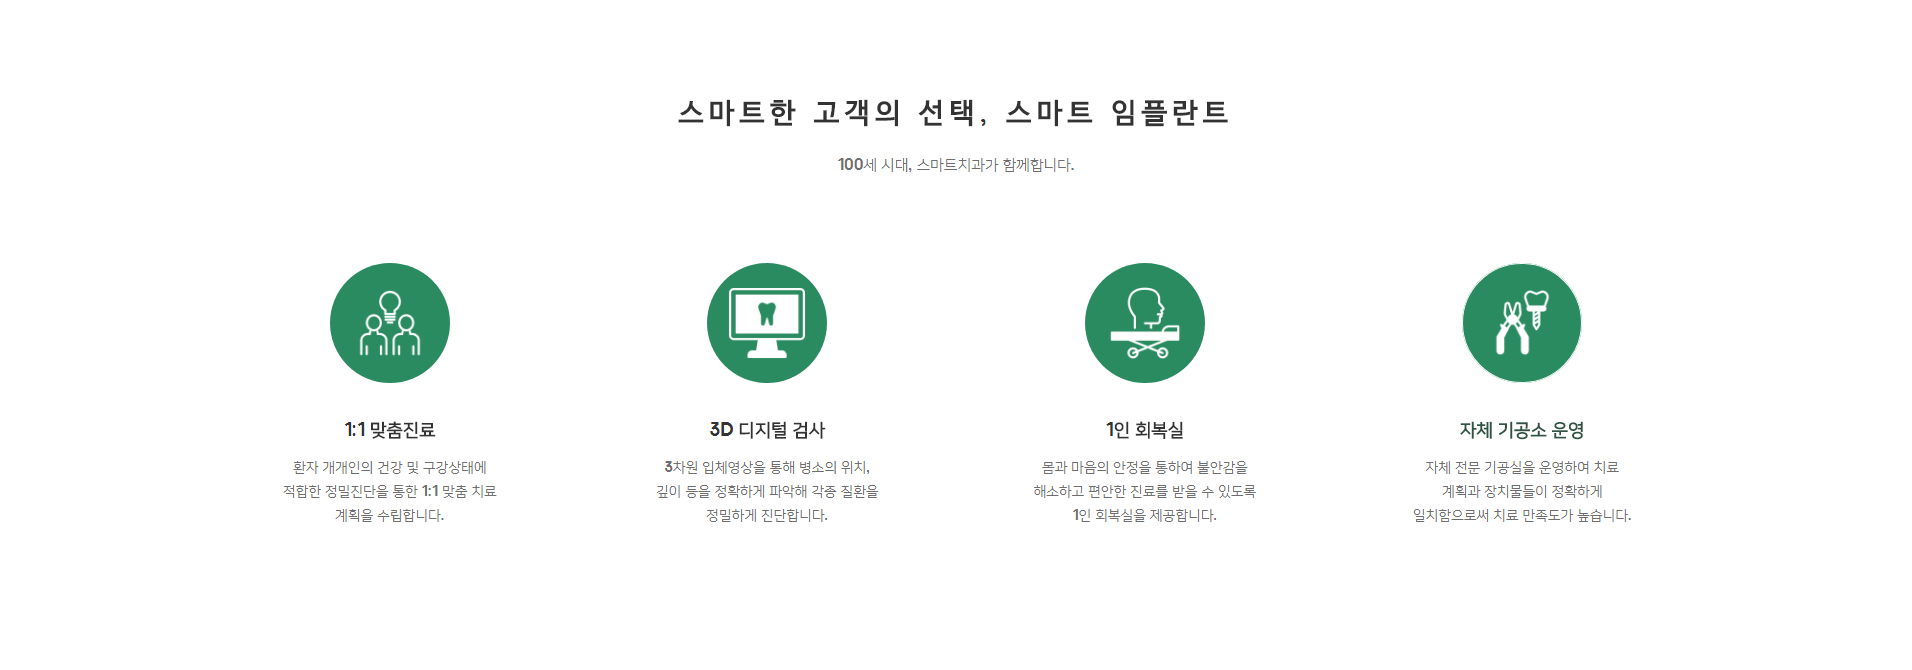 스마트한 고객의 선택, 스마트 임플란트
100세 시대, 스마트치과가 함께합니다.
1:1 맞춤진료
환자 개개인의 건강 및 구강상태에
적합한 정밀진단을 통한 1:1 맞춤 치료
계획을 수립합니다.
3D 디지털 검사
3차원 입체영상을 통해 병소의 위치,
깊이 등을 정확하게 파악해 각종 질환을
정밀하게 진단합니다.
1인 회복실
몸과 마음의 안정을 통하여 불안감을
해소하고 편안한 진료를 받을 수 있도록
1인 회복실을 제공합니다.
자체 기공소 운영
자체 전문 기공실을 운영하여 치료
계획과 장치물들이 정확하게
일치함으로써 치료 만족도가 높습니다.